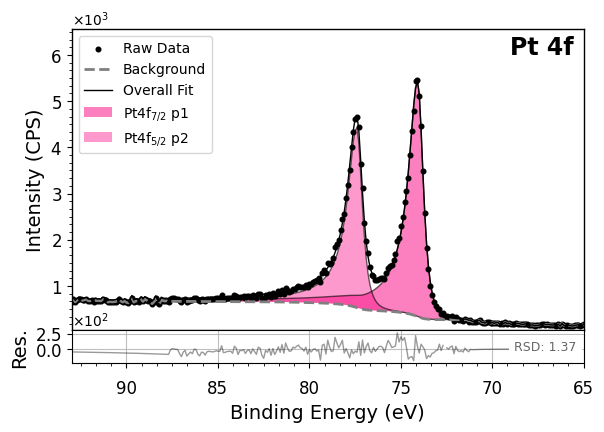 ×10³
Pt 4f
Raw Data
Background
Overall Fit
Pt4f₇/₂ p1
Pt4f₅/₂ p2
Intensity (CPS)
6
5
4
3
2
1
×10²
Res.
2.5
0.0
RSD: 1.37
90
85
80
75
70
65
Binding Energy (eV)